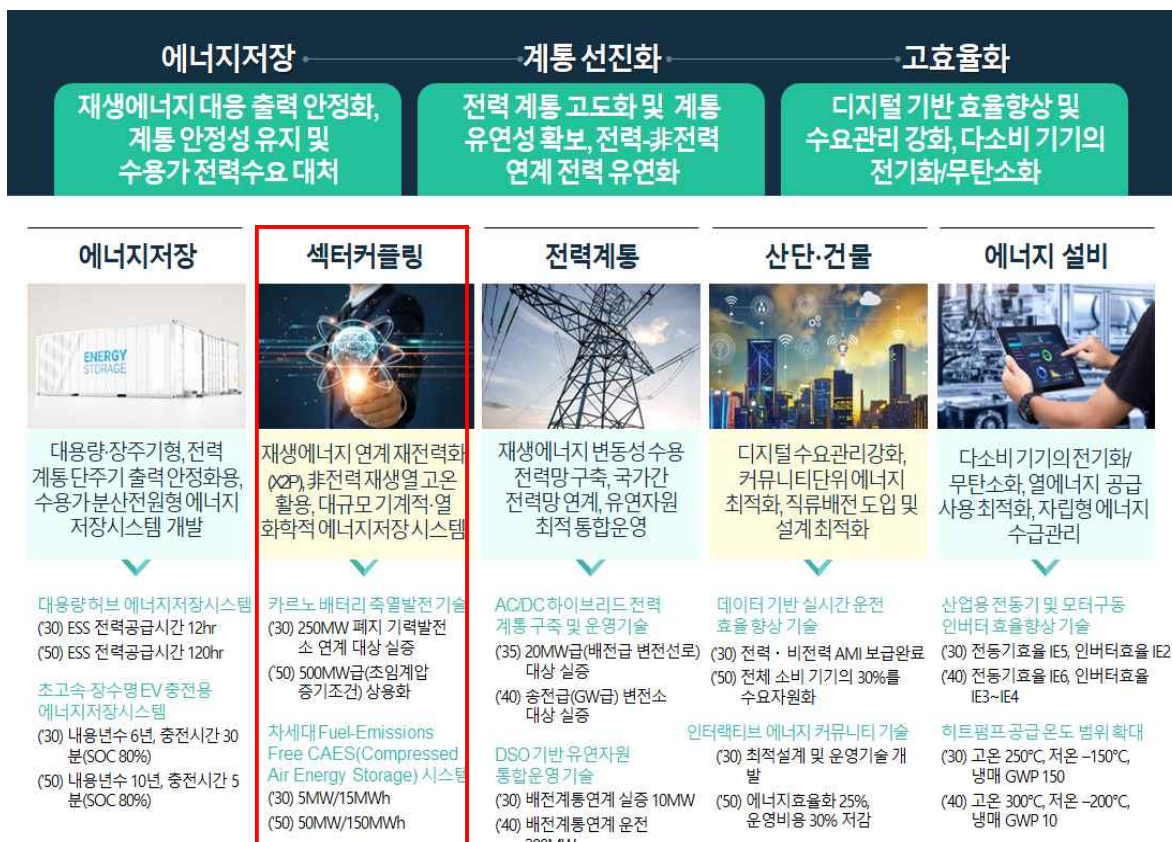 에너지저장
계통 선진화
고효율화
재생에너지 대응 출력 안정화,
계통 안정성 유지 및
수용가 전력수요 대처
전력 계통 고도화 및 계통
유연성 확보, 전력-非전력
연계 전력 유연화
디지털 기반 효율향상 및
수요관리 강화, 다소비 기기의
전기화/무탄소화
에너지저장
ENERGY
STORAGE
대용량·장주기형, 전력
계통 단주기 출력 안정화용,
수용가 분산전원형 에너지
저장시스템 개발
대용량 허브 에너지저장시스템
('30) ESS 전력공급시간 12hr
('50) ESS 전력공급시간 120hr
초고속 장수명 EV 충전용
에너지저장시스템
('30) 내용년수 6년, 충전시간 30
분(SOC 80%)
('50) 내용년수 10년, 충전시간 5
분(SOC 80%)
섹터커플링
재생에너지 연계 재전력화
(X2P), 非전력 재생열 고온
활용, 대규모 기계적·열
화학적 에너지저장 시스템
카르노 배터리 축열발전 기술
('30) 250MW 폐지 기력발전
소 연계 대상 실증
('50) 500MW급(초임계압
증기조건) 상용화
차세대 Fuel-Emissions
Free CAES(Compressed
Air Energy Storage) 시스템
('30) 5MW/15MWh
('50) 50MW/150MWh
전력계통
재생에너지 변동성 수용
전력망 구축, 국가간
전력망 연계, 유연자원
최적 통합운영
AC/DC 하이브리드 전력
계통 구축 및 운영기술
('35) 20MW급(배전급 변전선로)
대상 실증
('40) 송전급(GW급) 변전소
대상 실증
DSO 기반 유연자원
통합운영 기술
('30) 배전계통연계 실증 10MW
('40) 배전계통연계 운전
산단·건물
디지털 수요관리 강화,
커뮤니티단위 에너지
최적화, 직류배전 도입 및
설계 최적화
데이터 기반 실시간 운전
효율 향상 기술
('30) 전력 · 비전력 AMI 보급완료
('50) 전체 소비 기기의 30%를
수요자원화
인터랙티브 에너지 커뮤니티 기술
('30) 최적설계 및 운영기술 개
발
('50) 에너지효율화 25%,
운영비용 30% 저감
에너지 설비
다소비 기기의 전기화/
무탄소화, 열에너지 공급
사용 최적화, 자립형 에너지
수급관리
산업용 전동기 및 모터구동
인버터 효율향상 기술
('30) 전동기효율 IE5, 인버터효율 IE2
('40) 전동기효율 IE6, 인버터효율
IE3~IE4
히트펌프 공급 온도 범위 확대
('30) 고온 250℃, 저온 –150℃,
냉매 GWP 150
('40) 고온 300℃, 저온 –200℃,
냉매 GWP 10